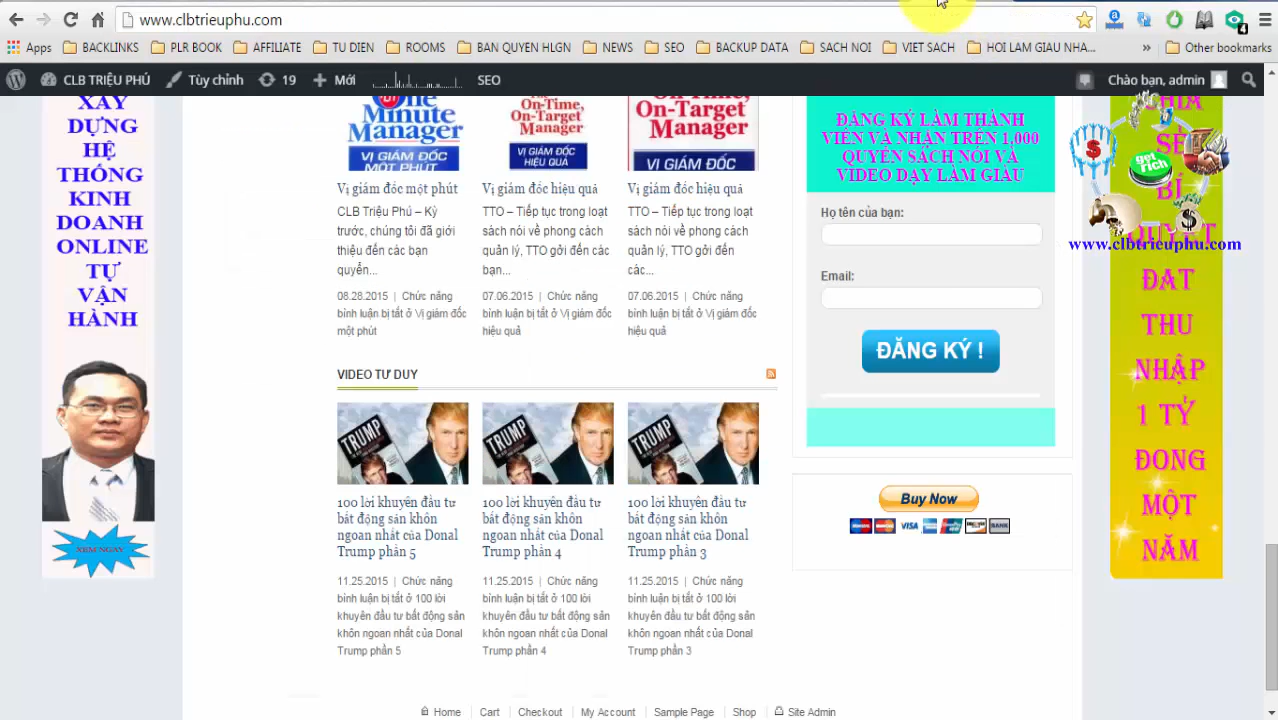 www.clbtrieuphu.com
Apps BACKLINKS PLR BOOK AFFILIATE TU DIEN ROOMS BAN QUYEN HLGN NEWS SEO BACKUP DATA SACH NOI VIET SACH HOI LAM GIAU NHA... » Other bookmarks
CLB TRIỆU PHÚ Tùy chỉnh 19 Mới SEO Chào bạn, admin
4
XÂY
DỰNG
HỆ
THỐNG
KINH
DOANH
ONLINE
TỰ
VẬN
HÀNH
XEM NGAY
One
Minute
Manager
VỊ GIÁM ĐỐC
MỘT PHÚT
On-Time,
On-Target
Manager
VỊ GIÁM ĐỐC
HIỆU QUẢ
On-Time,
On-Target
Manager
VỊ GIÁM ĐỐC
Vị giám đốc một phút
CLB Triệu Phú – Kỳ
trước, chúng tôi đã giới
thiệu đến các bạn
quyển...
08.28.2015 | Chức năng
bình luận bị tắt ở Vị giám đốc
một phút
Vị giám đốc hiệu quả
TTO – Tiếp tục trong loạt
sách nói về phong cách
quản lý, TTO gởi đến các
bạn...
07.06.2015 | Chức năng
bình luận bị tắt ở Vị giám đốc
hiệu quả
Vị giám đốc hiệu quả
TTO – Tiếp tục trong loạt
sách nói về phong cách
quản lý, TTO gởi đến
các...
07.06.2015 | Chức năng
bình luận bị tắt ở Vị giám đốc
hiệu quả
VIDEO TƯ DUY
TRUMP
TRUMP
TRUMP
100 lời khuyên đầu tư
bất động sản khôn
ngoan nhất của Donal
Trump phần 5
11.25.2015 | Chức năng
bình luận bị tắt ở 100 lời
khuyên đầu tư bất động sản
khôn ngoan nhất của Donal
Trump phần 5
100 lời khuyên đầu tư
bất động sản khôn
ngoan nhất của Donal
Trump phần 4
11.25.2015 | Chức năng
bình luận bị tắt ở 100 lời
khuyên đầu tư bất động sản
khôn ngoan nhất của Donal
Trump phần 4
100 lời khuyên đầu tư
bất động sản khôn
ngoan nhất của Donal
Trump phần 3
11.25.2015 | Chức năng
bình luận bị tắt ở 100 lời
khuyên đầu tư bất động sản
khôn ngoan nhất của Donal
Trump phần 3
ĐĂNG KÝ LÀM THÀNH
VIÊN VÀ NHẬN TRÊN 1,000
QUYỂN SÁCH NÓI VÀ
VIDEO DẠY LÀM GIÀU
Họ tên của bạn:
Email:
ĐĂNG KÝ !
Buy Now
VISA
BANK
CHIA
SẺ
BÍ
QUYẾT
ĐẠT
THU
NHẬP
1 TỶ
ĐỒNG
MỘT
NĂM
get
rich
www.clbtrieuphu.com
Home Cart Checkout My Account Sample Page Shop Site Admin